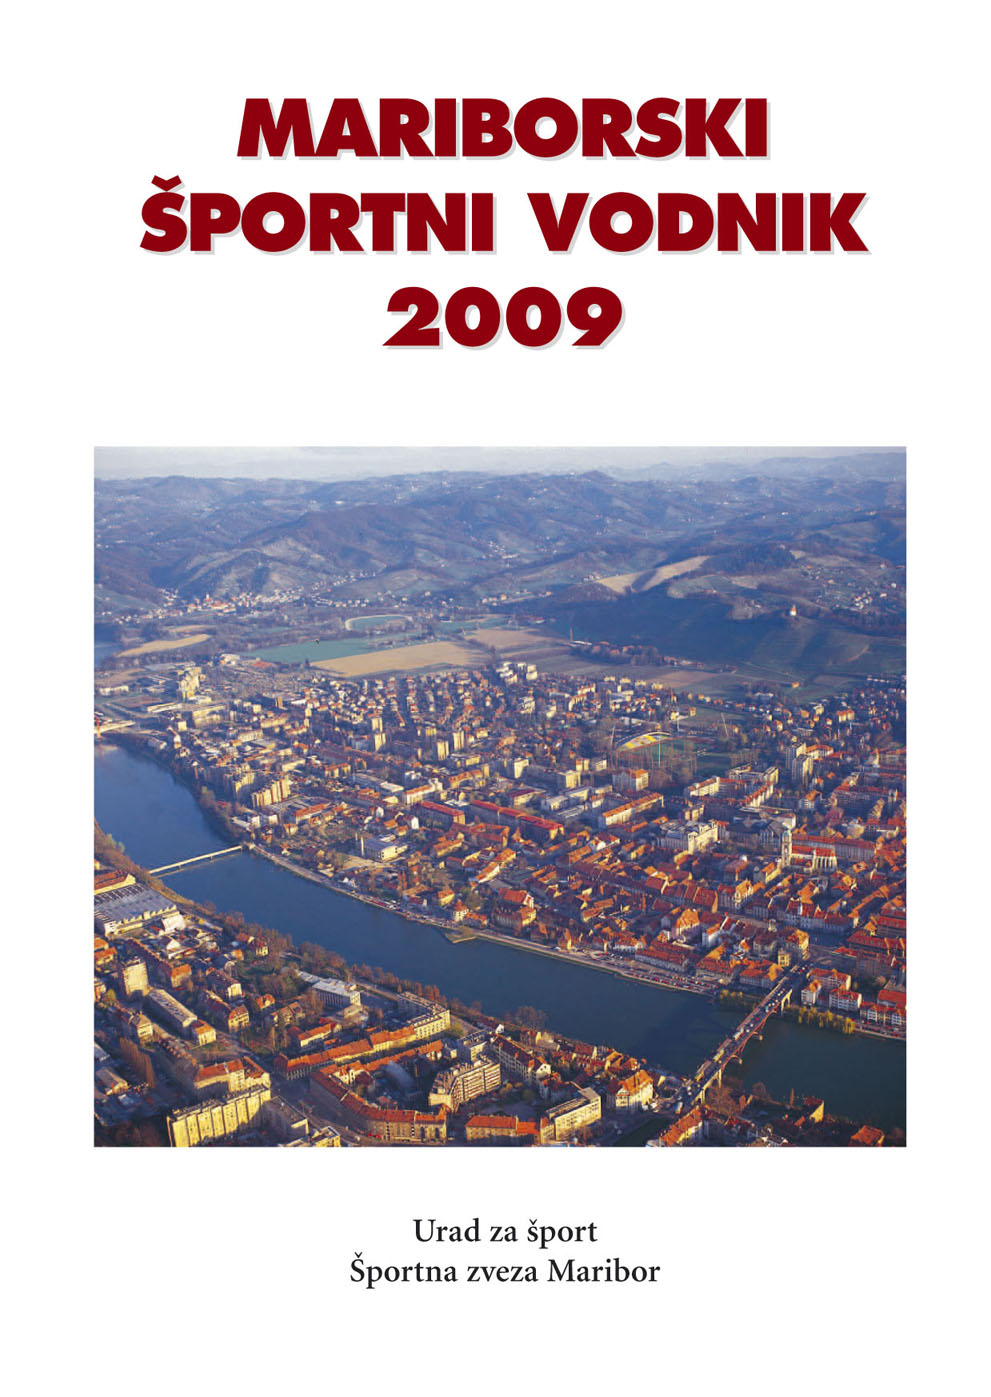 MARIBORSKI
ŠPORTNI VODNIK
2009
Urad za šport
Športna zveza Maribor